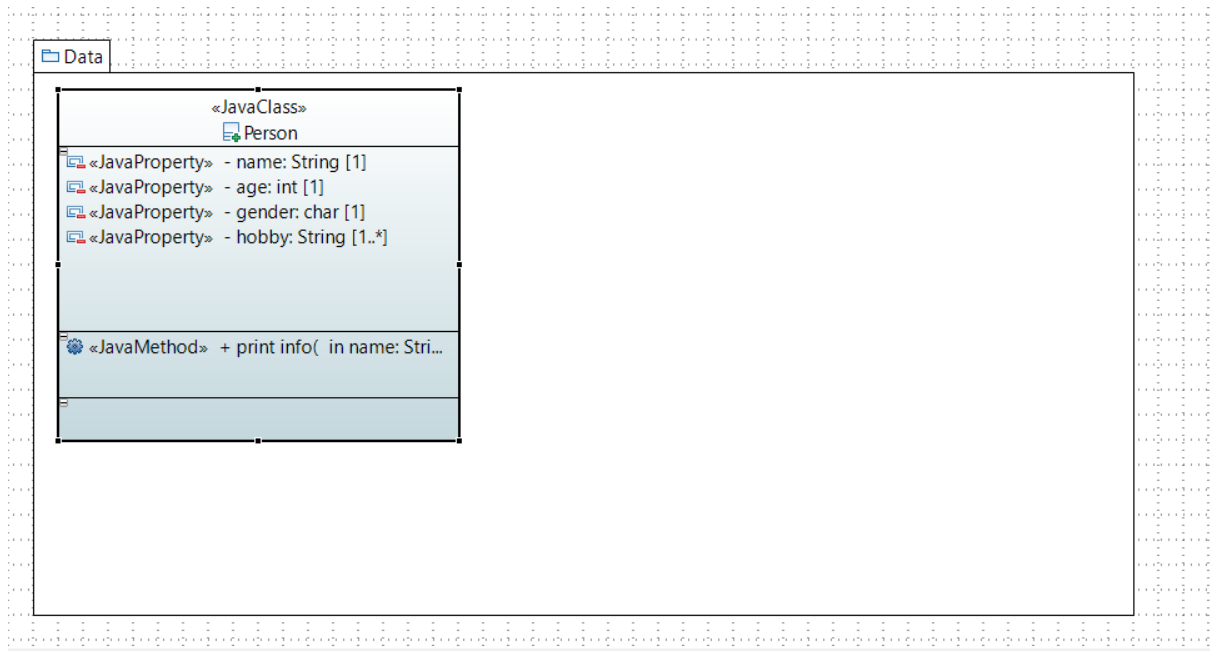 Data
«JavaClass»
Person
«JavaProperty» - name: String [1]
«JavaProperty» - age: int [1]
«JavaProperty» - gender: char [1]
«JavaProperty» - hobby: String [1..*]
«JavaMethod» + print info( in name: Stri...